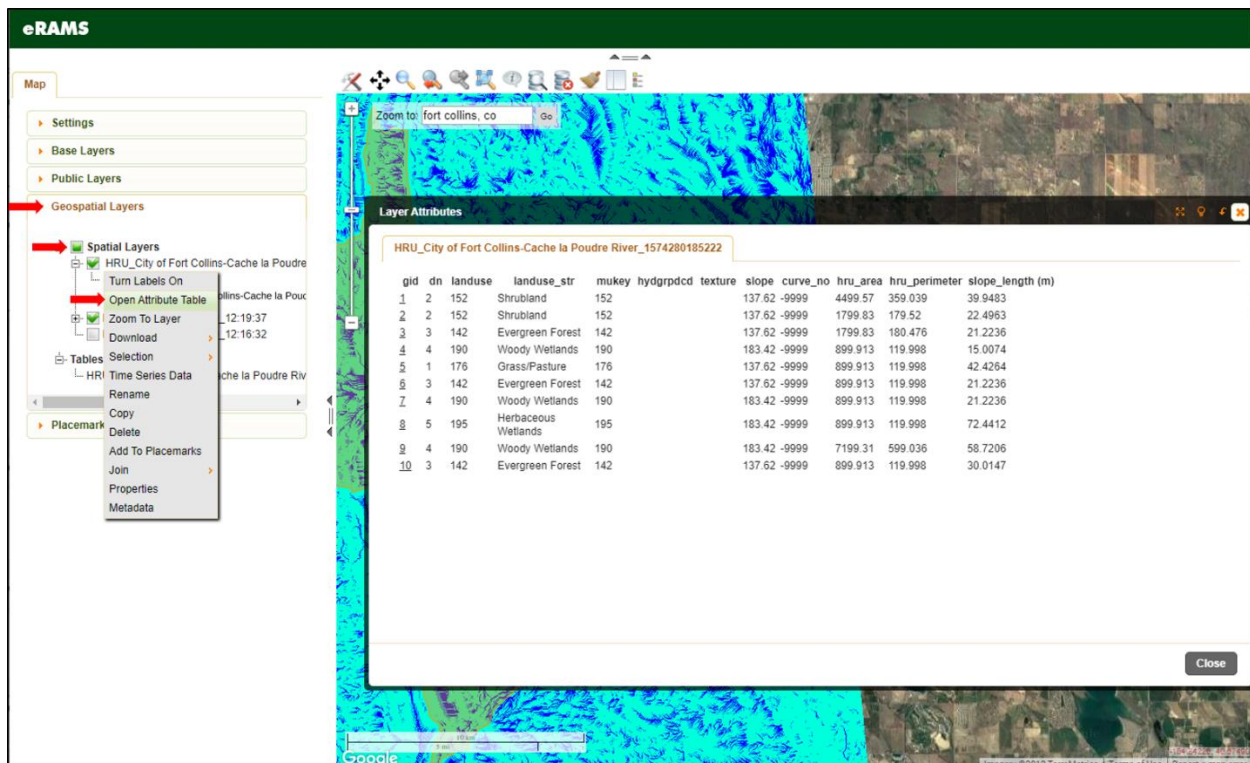 eRAMS
Map
Settings
Base Layers
Public Layers
Geospatial Layers
Spatial Layers
HRU_City of Fort Collins-Cache la Poudre
Turn Labels On
Open Attribute Table
ollins-Cache la Poud
Zoom To Layer
_12:19:37
Download
_12:16:32
Selection
Tables
Time Series Data
HRU
che la Poudre Riv
Rename
Copy
Delete
Add To Placemarks
Join
Properties
Metadata
Placemark
Zoom to: fort collins, co Go
Layer Attributes
HRU_City of Fort Collins-Cache la Poudre River_1574280185222
gid dn landuse landuse_str mukey hydgrpdcd texture slope curve_no hru_area hru_perimeter slope_length (m)
1 2 152 Shrubland 152 137.62 -9999 4499.57 359.039 39.9483
2 2 152 Shrubland 152 137.62 -9999 1799.83 179.52 22.4963
3 3 142 Evergreen Forest 142 137.62 -9999 1799.83 180.476 21.2236
4 4 190 Woody Wetlands 190 183.42 -9999 899.913 119.998 15.0074
5 1 176 Grass/Pasture 176 137.62 -9999 899.913 119.998 42.4264
6 3 142 Evergreen Forest 142 137.62 -9999 899.913 119.998 21.2236
7 4 190 Woody Wetlands 190 183.42 -9999 899.913 119.998 21.2236
8 5 195 Herbaceous Wetlands 195 183.42 -9999 899.913 119.998 72.4412
9 4 190 Woody Wetlands 190 183.42 -9999 7199.31 599.036 58.7206
10 3 142 Evergreen Forest 142 137.62 -9999 899.913 119.998 30.0147
Close
10 km
5 mi
Google